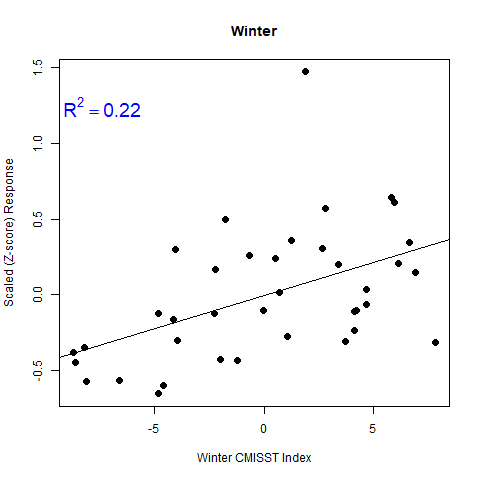 Winter
1.5
1.0
0.5
0.0
-0.5
Scaled (Z-score) Response
R² = 0.22
-5 0 5
Winter CMISST Index